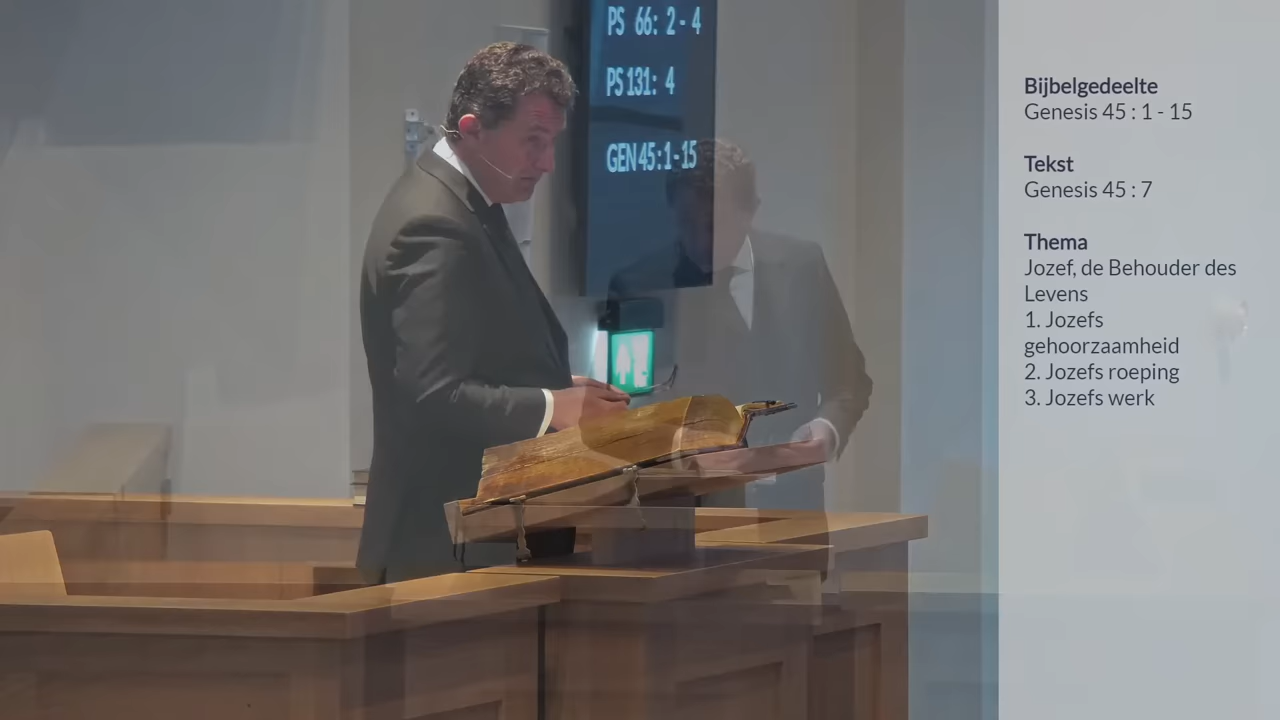 PS 66: 2-4
PS 131: 4
GEN 45:1-15
Bijbelgedeelte
Genesis 45 : 1 - 15
Tekst
Genesis 45 : 7
Thema
Jozef, de Behouder des
Levens
1. Jozefs
gehoorzaamheid
2. Jozefs roeping
3. Jozefs werk